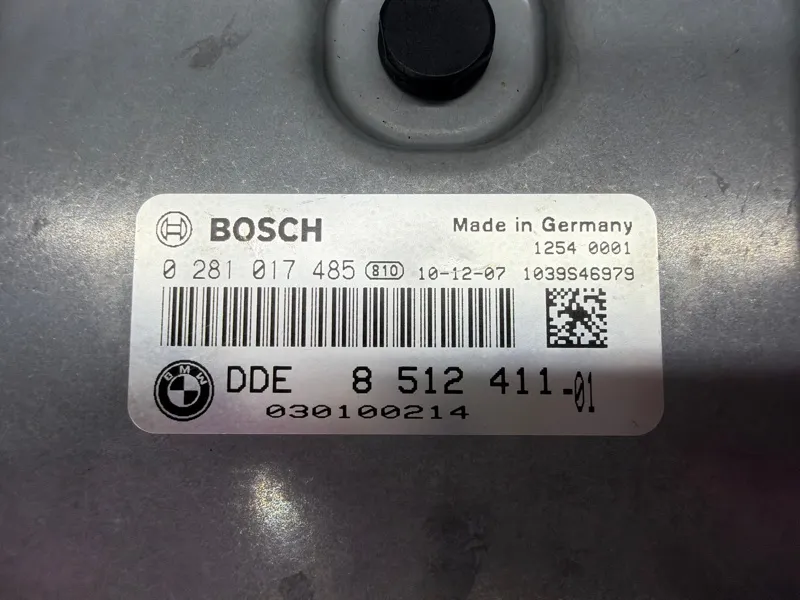 BOSCH
Made in Germany
1254 0001
0 281 017 485 810 10-12-07 1039S46979
BMW
DDE 8 512 411-01
030100214